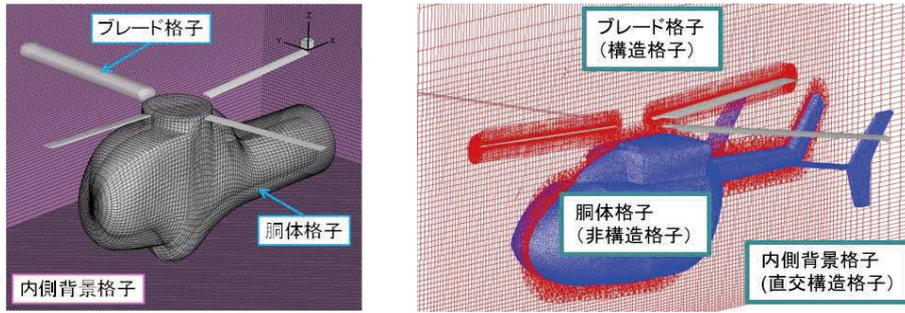 ブレード格子
Z
Y
X
胴体格子
内側背景格子
ブレード格子
（構造格子）
胴体格子
（非構造格子）
内側背景格子
(直交構造格子）